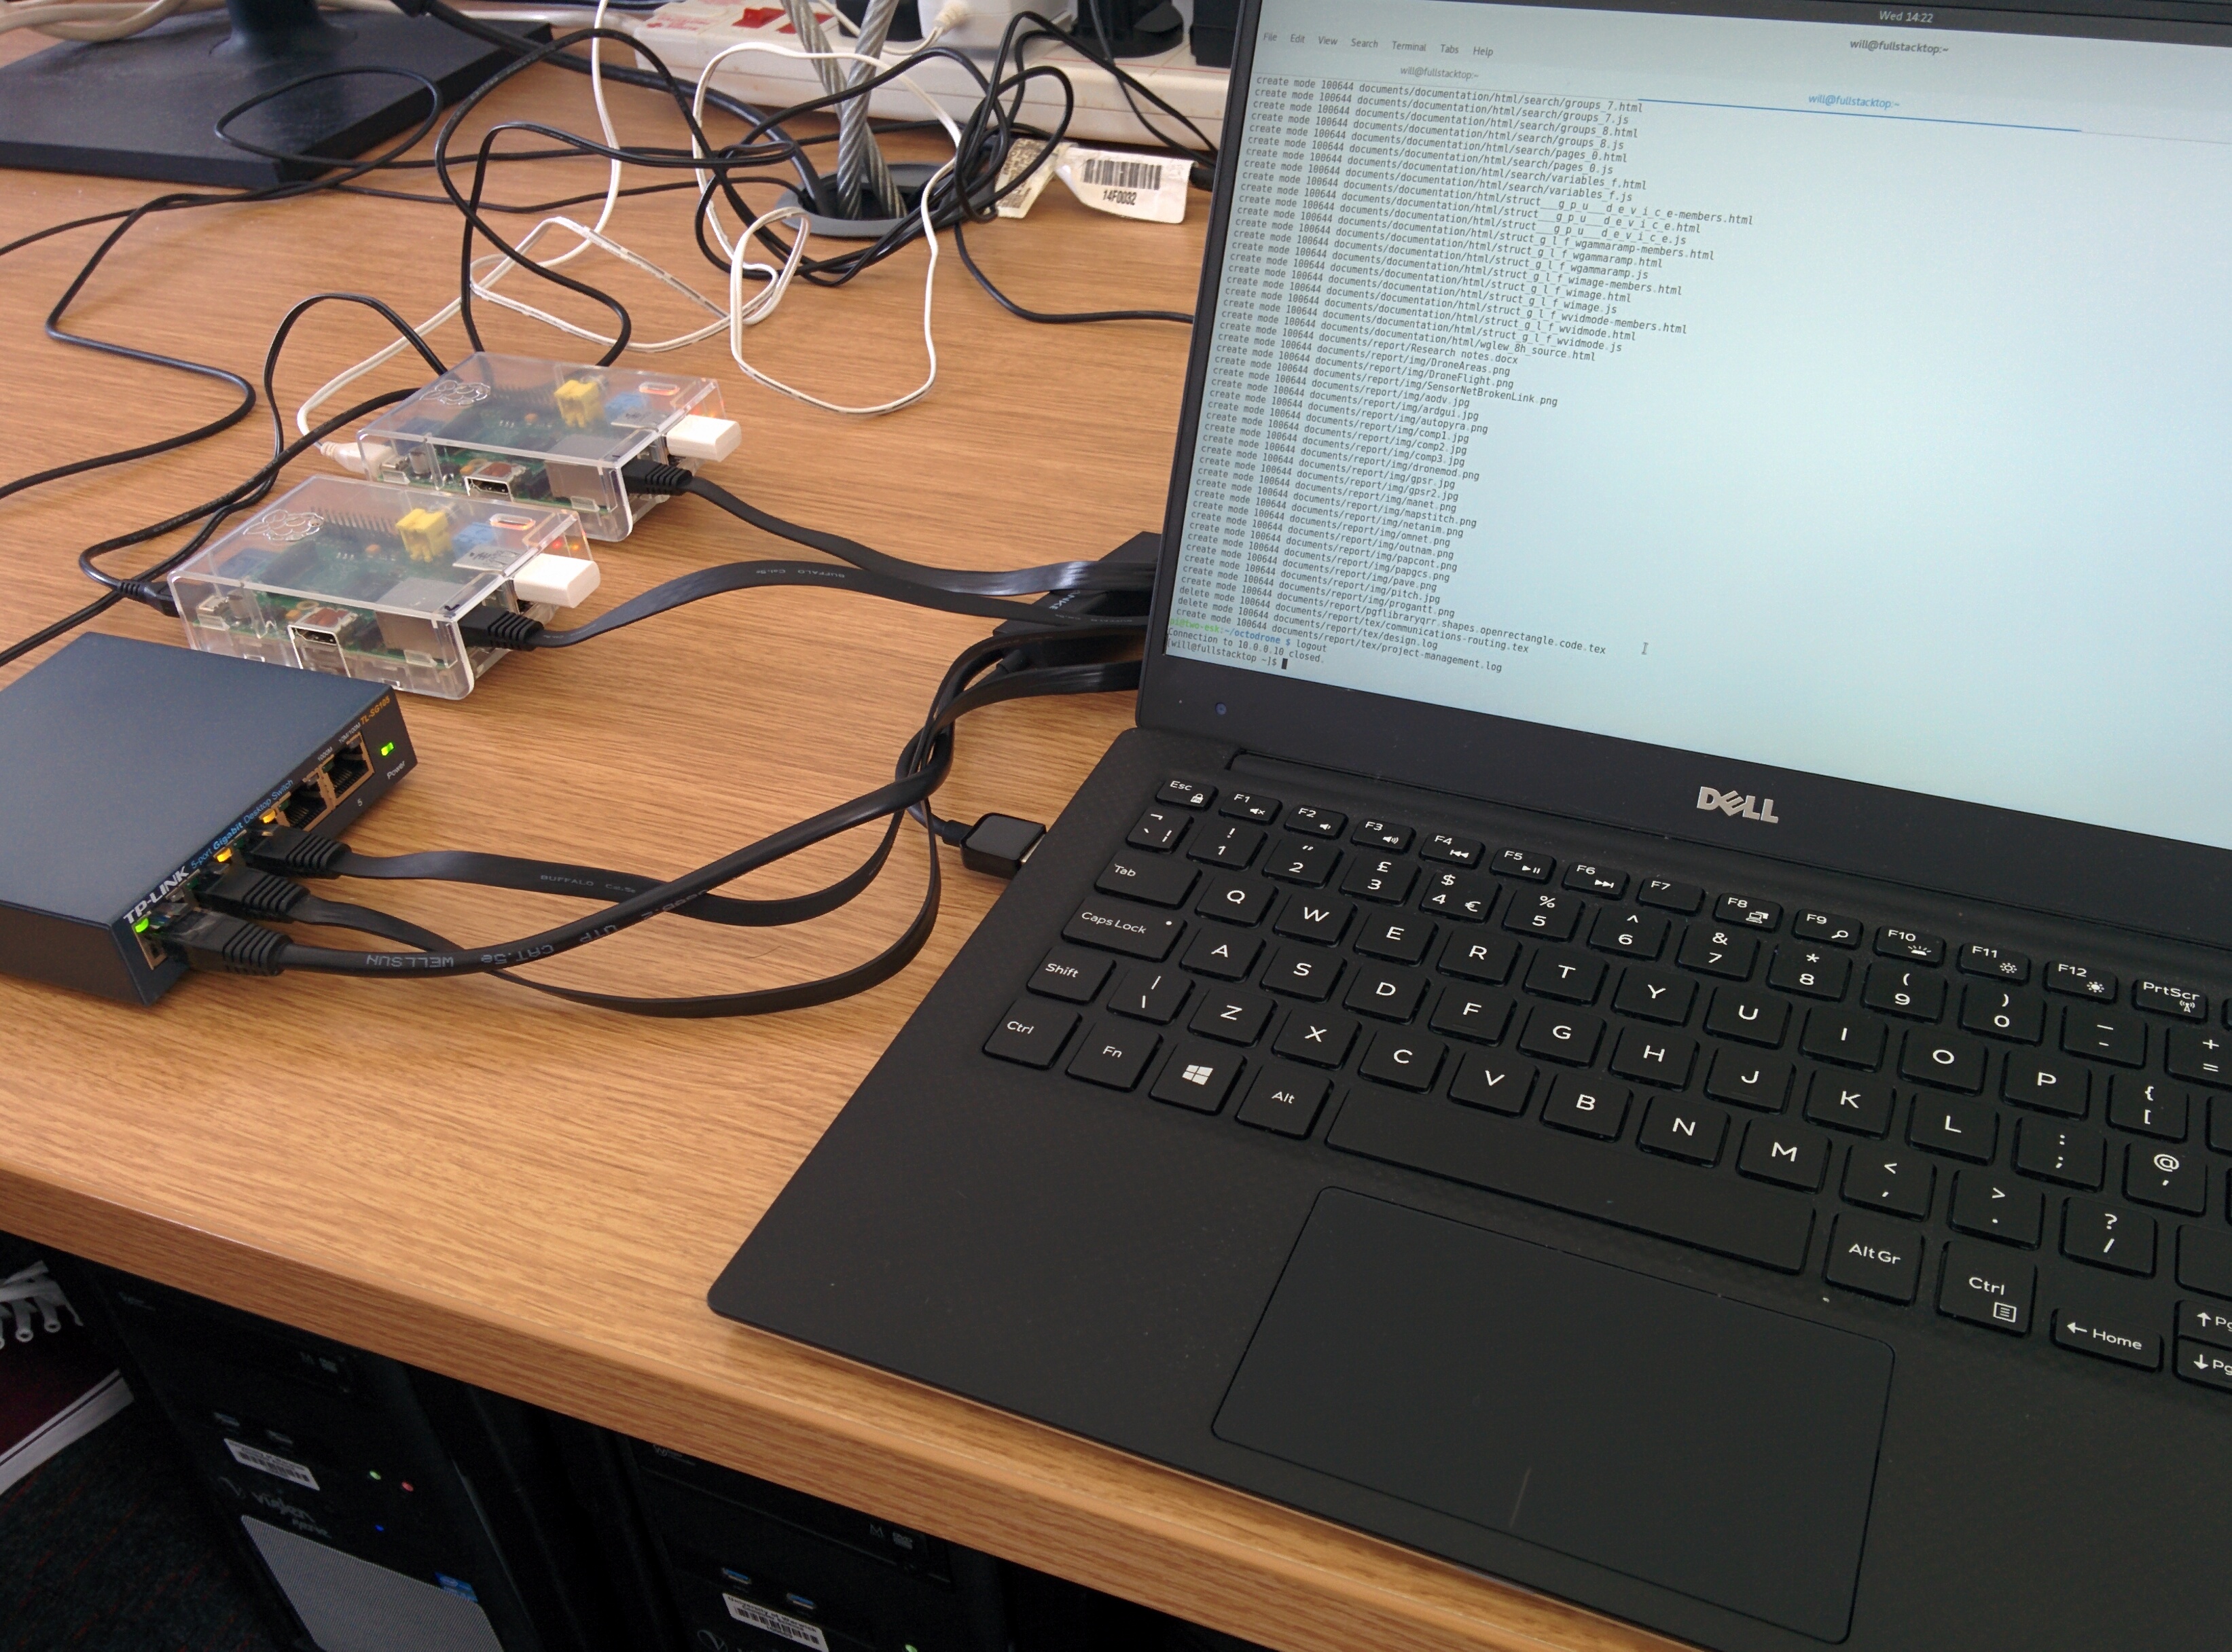 Wed 14:22
will@fullstacktop:~
File Edit View Search Terminal Tabs Help
will@fullstacktop:~
will@fullstacktop:~
create mode 100644 documents/documentation/html/search/groups_7.html
create mode 100644 documents/documentation/html/search/groups_7.js
create mode 100644 documents/documentation/html/search/groups_8.html
create mode 100644 documents/documentation/html/search/groups_8.js
create mode 100644 documents/documentation/html/search/pages_0.html
create mode 100644 documents/documentation/html/search/pages_0.js
create mode 100644 documents/documentation/html/search/variables_f.html
create mode 100644 documents/documentation/html/search/variables_f.js
create mode 100644 documents/documentation/html/struct___g_p_u___d_e_v_i_c_e-members.html
create mode 100644 documents/documentation/html/struct___g_p_u___d_e_v_i_c_e.html
create mode 100644 documents/documentation/html/struct___g_p_u___d_e_v_i_c_e.js
create mode 100644 documents/documentation/html/struct_g_l_f_wgammaramp-members.html
create mode 100644 documents/documentation/html/struct_g_l_f_wgammaramp.html
create mode 100644 documents/documentation/html/struct_g_l_f_wgammaramp.js
create mode 100644 documents/documentation/html/struct_g_l_f_wimage-members.html
create mode 100644 documents/documentation/html/struct_g_l_f_wimage.html
create mode 100644 documents/documentation/html/struct_g_l_f_wimage.js
create mode 100644 documents/documentation/html/struct_g_l_f_wvidmode-members.html
create mode 100644 documents/documentation/html/struct_g_l_f_wvidmode.html
create mode 100644 documents/documentation/html/struct_g_l_f_wvidmode.js
create mode 100644 documents/documentation/html/wglew_8h_source.html
create mode 100644 documents/report/Research notes.docx
create mode 100644 documents/report/img/DroneAreas.png
create mode 100644 documents/report/img/DroneFlight.png
create mode 100644 documents/report/img/SensorNetBrokenLink.png
create mode 100644 documents/report/img/aodv.jpg
create mode 100644 documents/report/img/ardgui.jpg
create mode 100644 documents/report/img/autopyra.png
create mode 100644 documents/report/img/comp1.jpg
create mode 100644 documents/report/img/comp2.jpg
create mode 100644 documents/report/img/comp3.jpg
create mode 100644 documents/report/img/dronemod.png
create mode 100644 documents/report/img/gpsr.jpg
create mode 100644 documents/report/img/gpsr2.jpg
create mode 100644 documents/report/img/manet.png
create mode 100644 documents/report/img/mapstitch.png
create mode 100644 documents/report/img/netanim.png
create mode 100644 documents/report/img/omnet.png
create mode 100644 documents/report/img/outnam.png
create mode 100644 documents/report/img/papcont.png
create mode 100644 documents/report/img/papgcs.png
create mode 100644 documents/report/img/pave.png
create mode 100644 documents/report/img/pitch.jpg
create mode 100644 documents/report/img/progantt.png
delete mode 100644 documents/report/pgflibraryqrr.shapes.openrectangle.code.tex
create mode 100644 documents/report/tex/communications-routing.tex
delete mode 100644 documents/report/tex/design.log
create mode 100644 documents/report/tex/project-management.log
pi@two-esk:~/octodrone $ logout
Connection to 10.0.0.10 closed.
[will@fullstacktop ~]$
14F0032
DELL
TP-LINK 5-port Gigabit Desktop Switch
TL-SG105
Power
5
BUFFALO Cat.5e
BUFFALO Cat.5e
WELLSUN UTP CAT.5e
Esc F1 F2 F3 F4 F5 F6 F7 F8 F9 F10 F11 F12 PrtScr
¬ ` ¦ ! 1 " 2 £ 3 $ 4 € % 5 ^ 6 & 7 * 8 ( 9 ) 0 _ - + =
Tab Q W E R T Y U I O P { [
Caps Lock A S D F G H J K L : ; @ '
Shift | \ Z X C V B N M < , > . ? /
Ctrl Fn Alt Alt Gr Ctrl Home